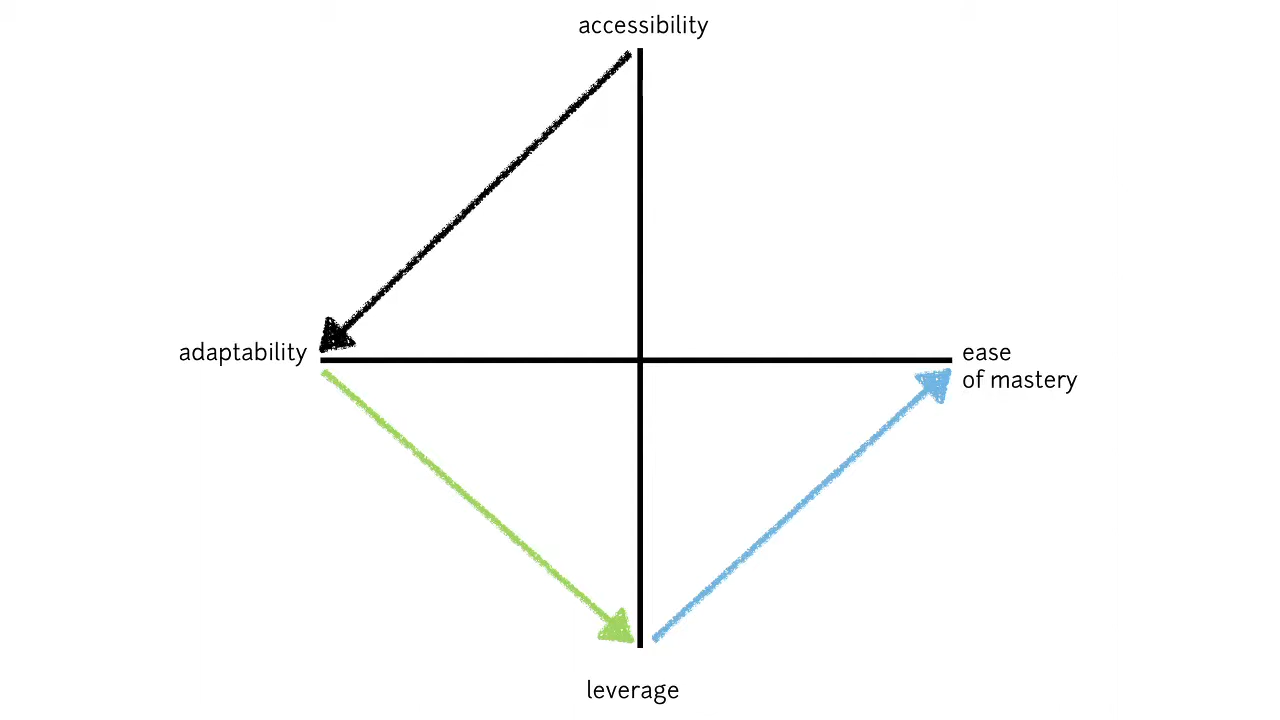 accessibility
adaptability
ease
of mastery
leverage